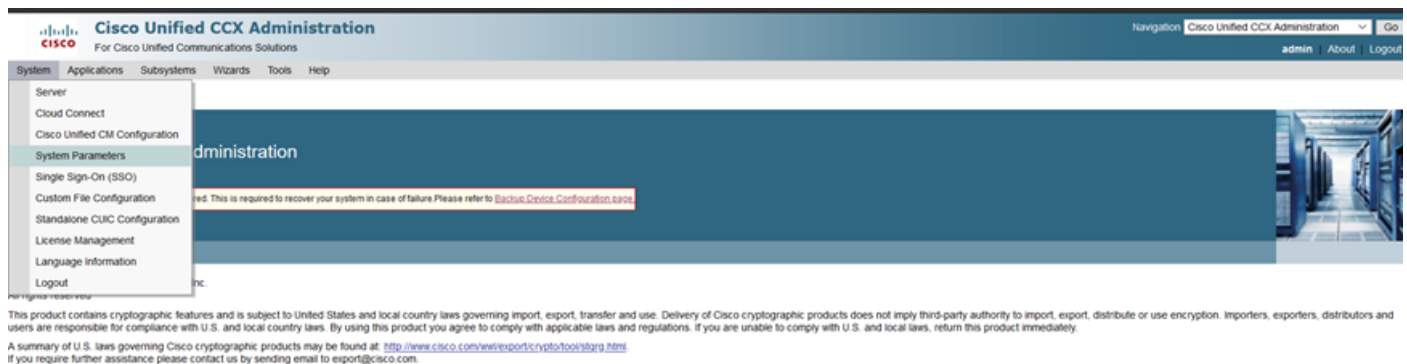 Cisco Unified CCX Administration
For Cisco Unified Communications Solutions
CISCO
Navigation Cisco Unified CCX Administration Go
admin | About | Logout
System Applications Subsystems Wizards Tools Help
Server
Cloud Connect
Cisco Unified CM Configuration
System Parameters
Single Sign-On (SSO)
Custom File Configuration
Standalone CUIC Configuration
License Management
Language Information
Logout
dministration
red. This is required to recover your system in case of failure.Please refer to Backup Device Configuration page.
nc.
All rights reserved
This product contains cryptographic features and is subject to United States and local country laws governing import, export, transfer and use. Delivery of Cisco cryptographic products does not imply third-party authority to import, export, distribute or use encryption. Importers, exporters, distributors and
users are responsible for compliance with U.S. and local country laws. By using this product you agree to comply with applicable laws and regulations. If you are unable to comply with U.S. and local laws, return this product immediately.
A summary of U.S. laws governing Cisco cryptographic products may be found at: http://www.cisco.com/wwl/export/crypto/tool/stqrg.html.
If you require further assistance please contact us by sending email to export@cisco.com.